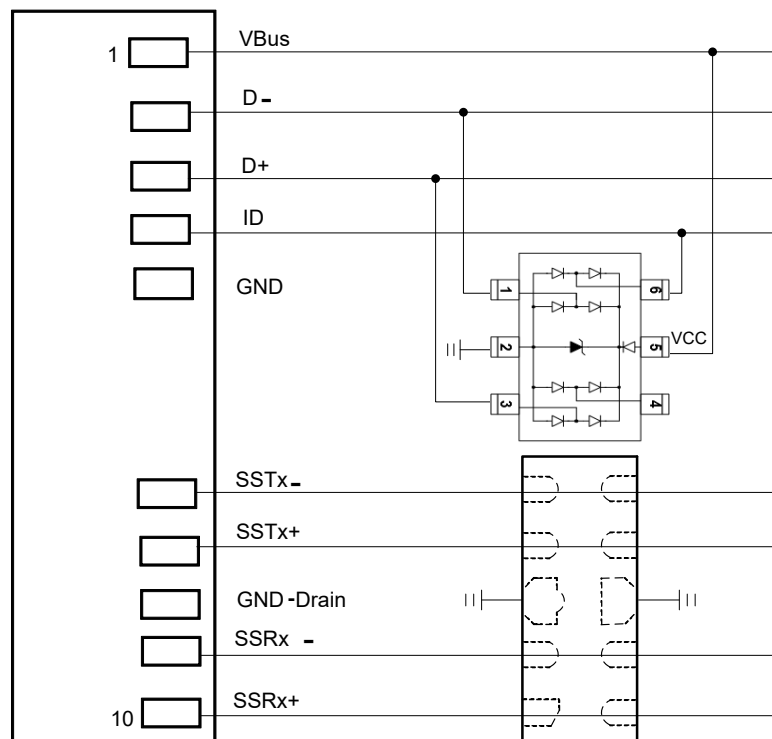 1
VBus
D-
D+
ID
GND
1
6
2
5
VCC
3
4
SSTx-
SSTx+
GND-Drain
SSRx -
10
SSRx+